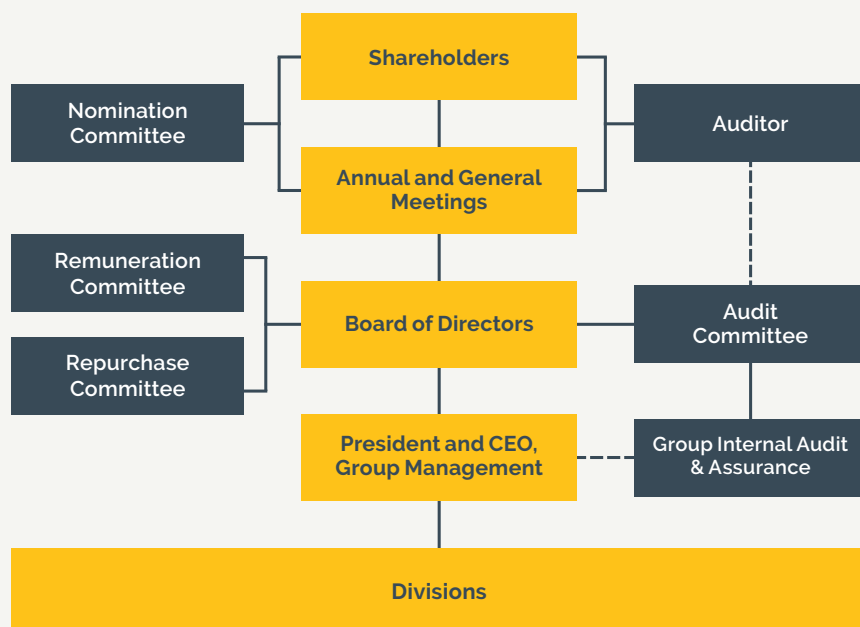 Shareholders
Nomination
Committee
Auditor
Annual and General
Meetings
Remuneration
Committee
Board of Directors
Audit
Committee
Repurchase
Committee
President and CEO,
Group Management
Group Internal Audit
& Assurance
Divisions